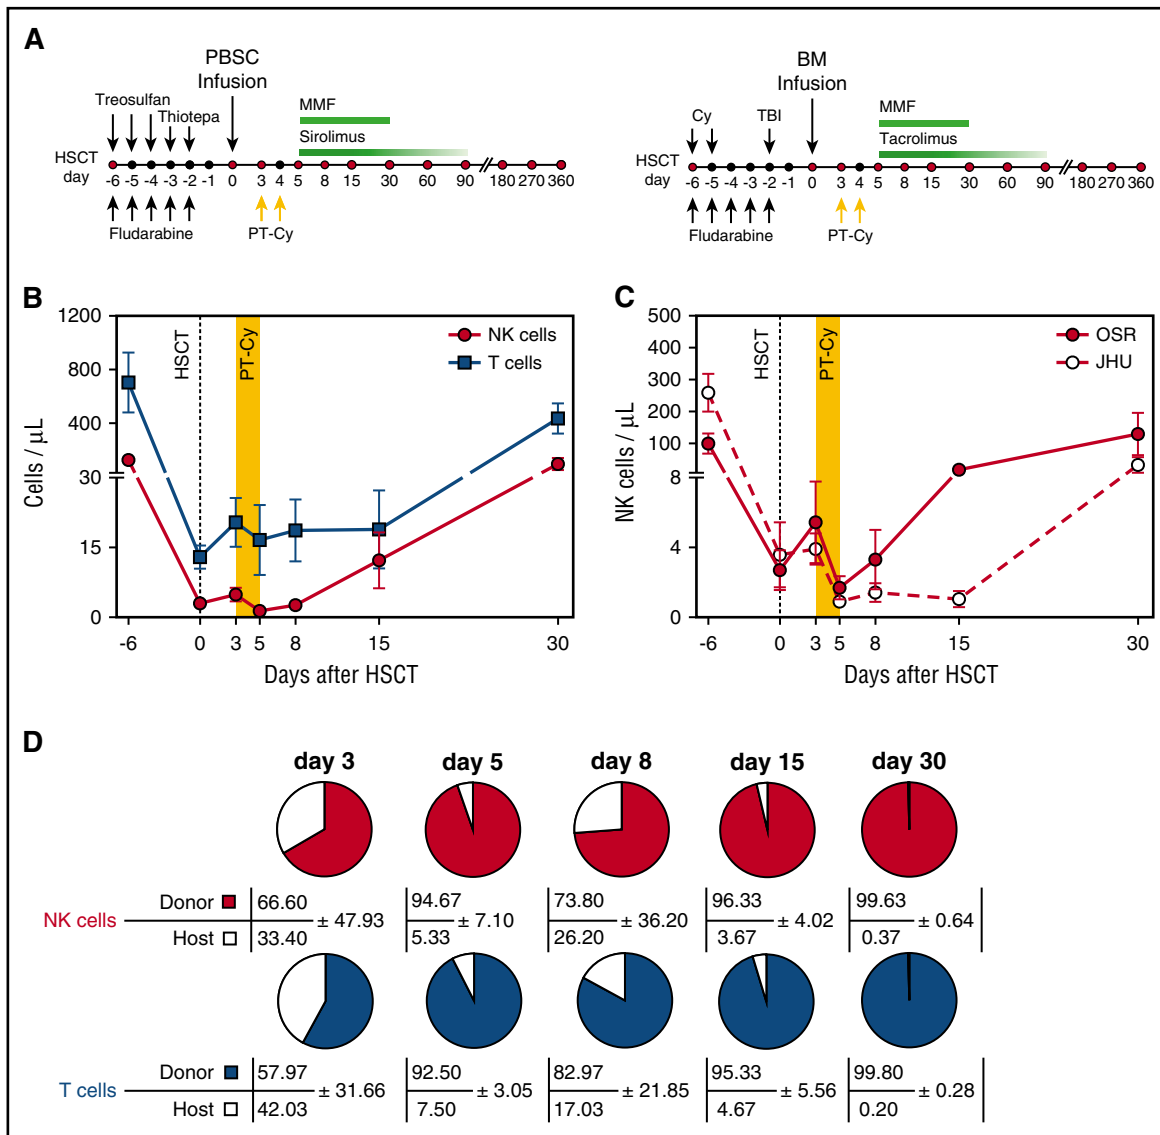 A
PBSC
Infusion
Treosulfan
Thiotepa
MMF
Sirolimus
HSCT
day
-6 -5 -4 -3 -2 -1 0 3 4 5 8 15 30 60 90 180 270 360
Fludarabine
PT-Cy
BM
Infusion
Cy
TBI
MMF
Tacrolimus
HSCT
day
-6 -5 -4 -3 -2 -1 0 3 4 5 8 15 30 60 90 180 270 360
Fludarabine
PT-Cy
B
1200
800
400
30
15
0
Cells / μL
HSCT
PT-Cy
NK cells
T cells
-6 0 3 5 8 15 30
Days after HSCT
C
500
400
300
200
100
8
4
0
NK cells / μL
HSCT
PT-Cy
OSR
JHU
-6 0 3 5 8 15 30
Days after HSCT
D
day 3 day 5 day 8 day 15 day 30
NK cells
Donor 66.60 94.67 73.80 96.33 99.63
± 47.93 ± 7.10 ± 36.20 ± 4.02 ± 0.64
Host 33.40 5.33 26.20 3.67 0.37
T cells
Donor 57.97 92.50 82.97 95.33 99.80
± 31.66 ± 3.05 ± 21.85 ± 5.56 ± 0.28
Host 42.03 7.50 17.03 4.67 0.20